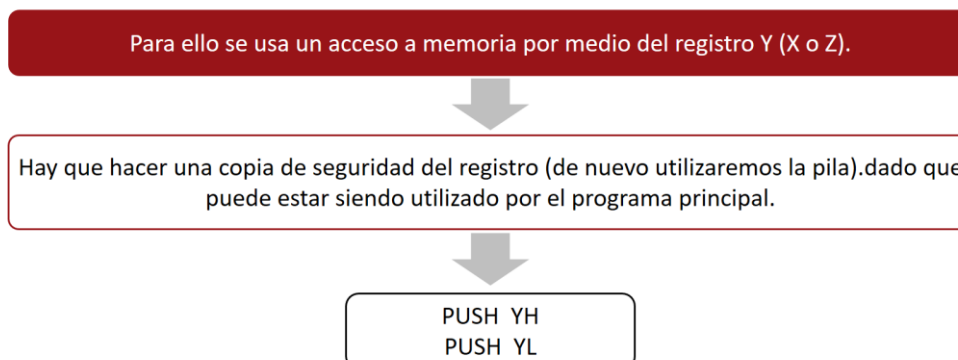 Para ello se usa un acceso a memoria por medio del registro Y (X o Z).
Hay que hacer una copia de seguridad del registro (de nuevo utilizaremos la pila).dado que
puede estar siendo utilizado por el programa principal.
PUSH YH
PUSH YL